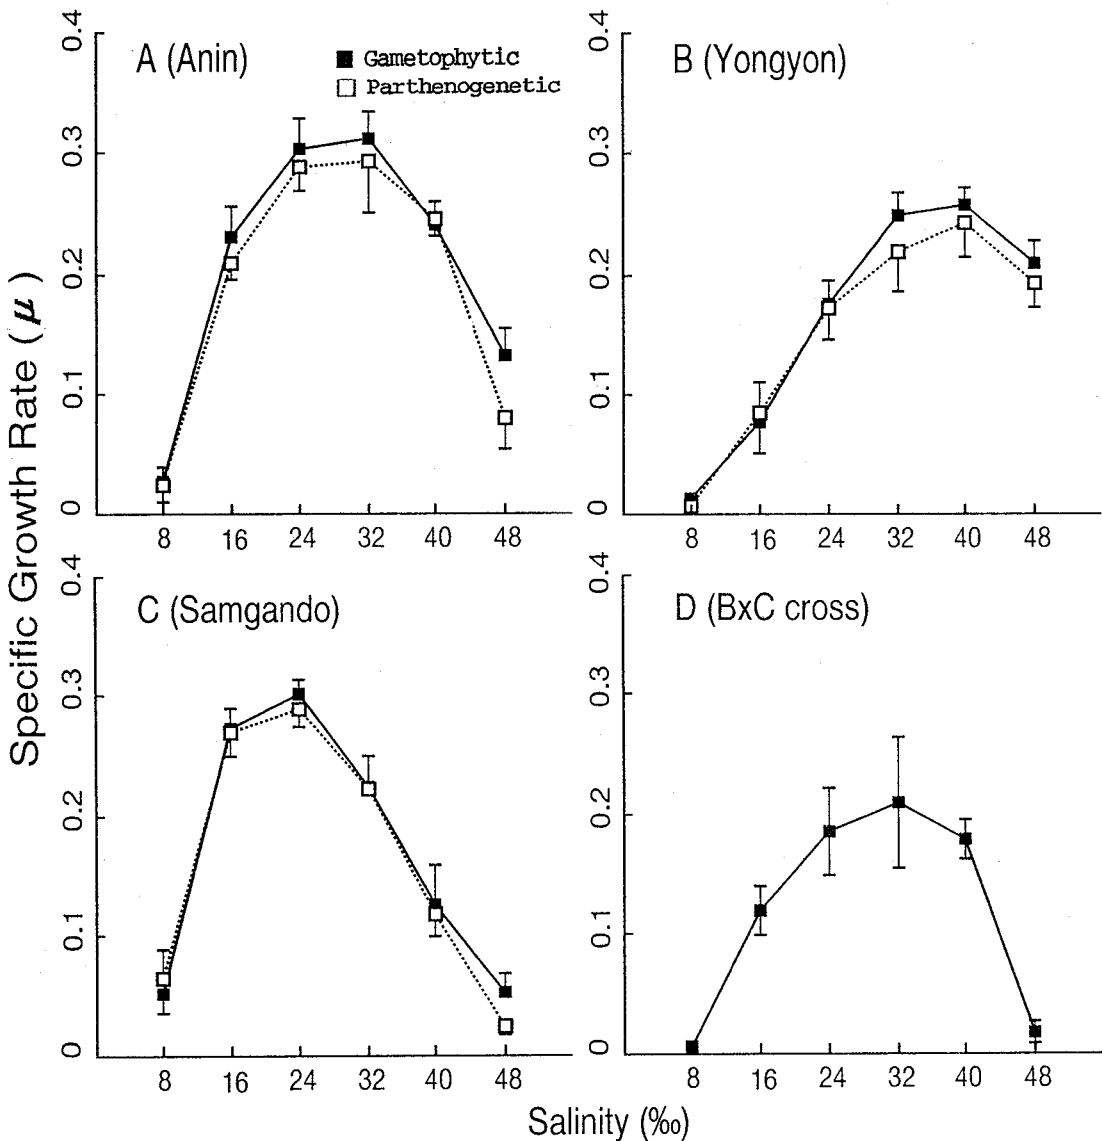 Specific Growth Rate (μ)
A (Anin)
■ Gametophytic
□ Parthenogenetic
0.4
0.3
0.2
0.1
0
8 16 24 32 40 48
B (Yongyon)
0.4
0.3
0.2
0.1
0
8 16 24 32 40 48
C (Samgando)
0.4
0.3
0.2
0.1
0
8 16 24 32 40 48
D (BxC cross)
0.4
0.3
0.2
0.1
0
8 16 24 32 40 48
Salinity (‰)